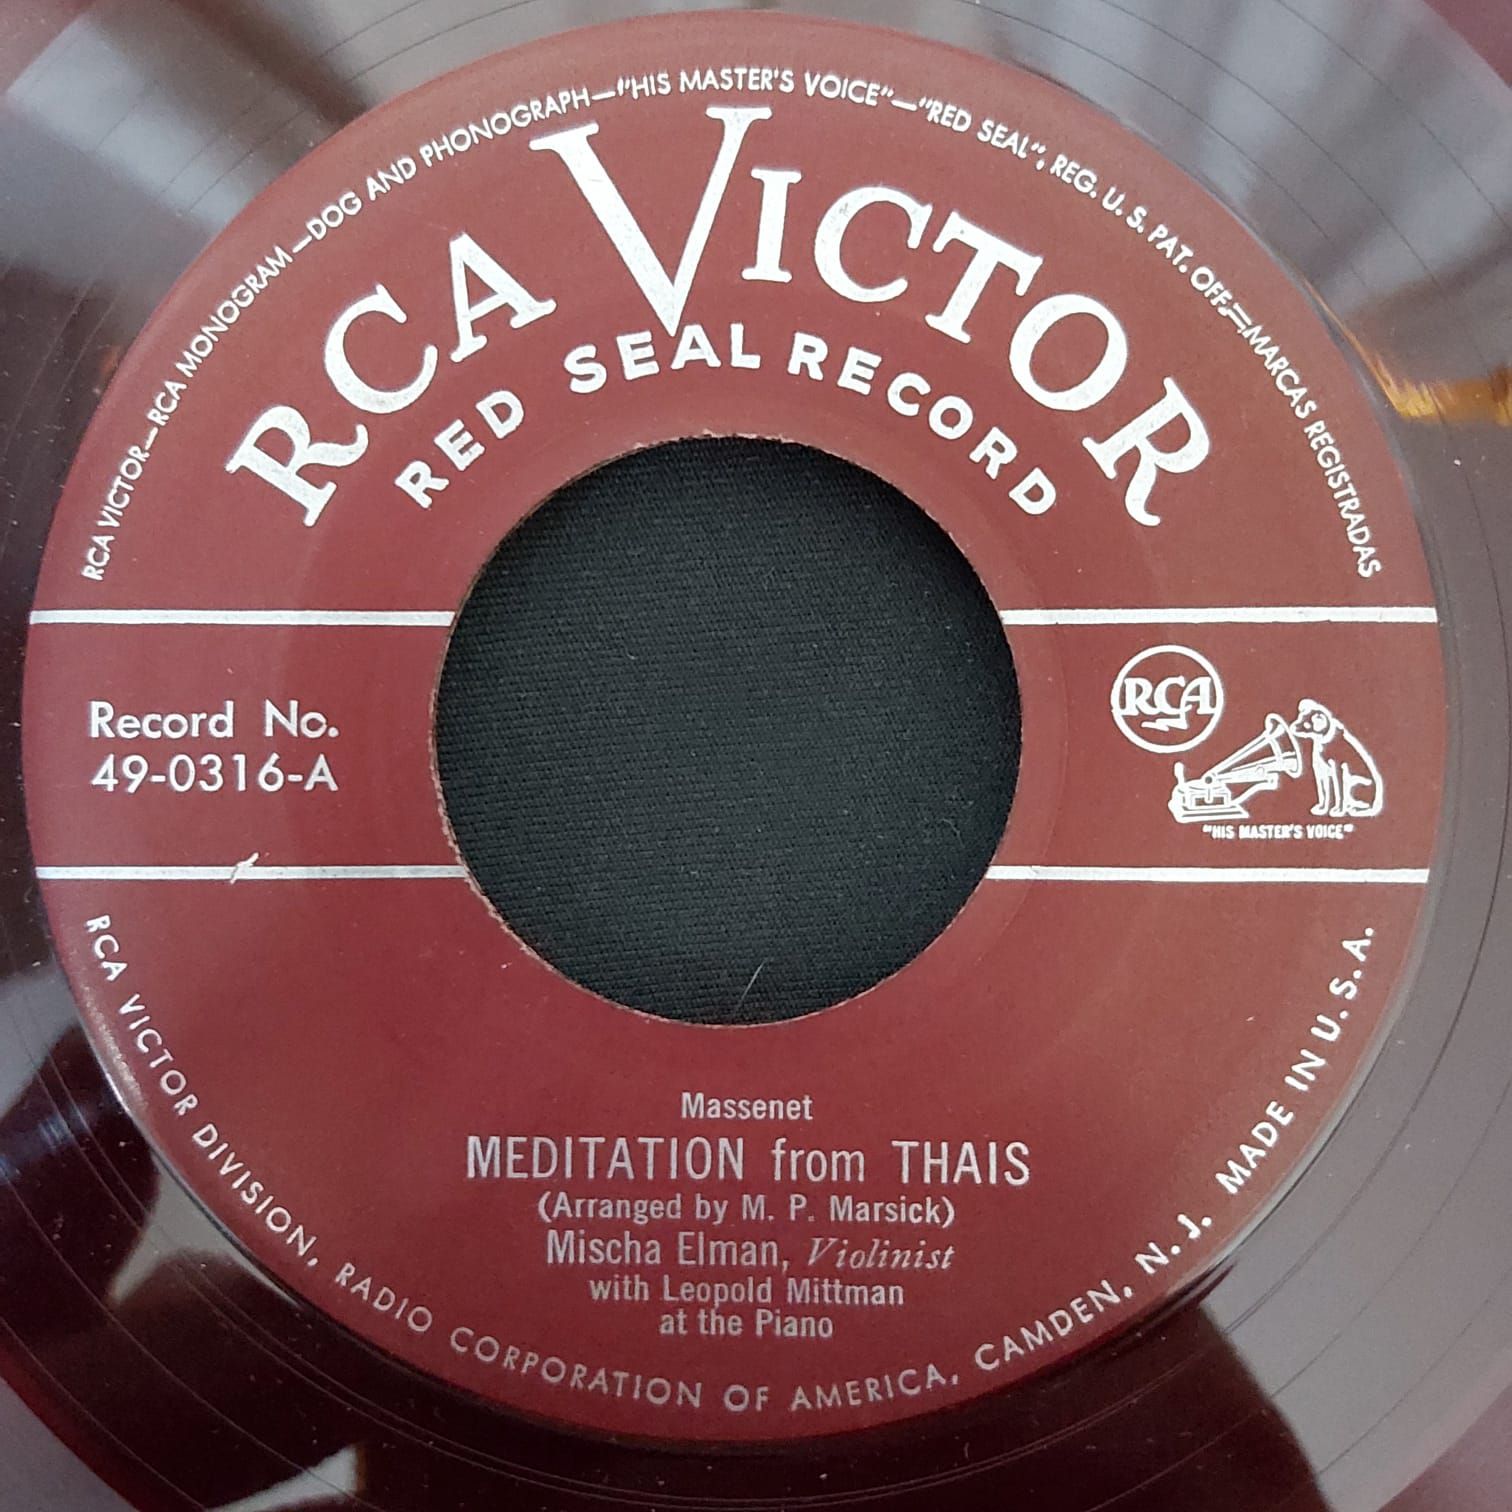 RCA VICTOR—RCA MONOGRAM—DOG AND PHONOGRAPH—"HIS MASTER'S VOICE"—"RED SEAL", REG. U. S. PAT. OFF.—MARCAS REGISTRADAS
RCA VICTOR
RED SEAL RECORD
Record No.
49-0316-A
RCA
"HIS MASTER'S VOICE"
Massenet
MEDITATION from THAIS
(Arranged by M. P. Marsick)
Mischa Elman, Violinist
with Leopold Mittman
at the Piano
RCA VICTOR DIVISION, RADIO CORPORATION OF AMERICA, CAMDEN, N. J. MADE IN U.S.A.